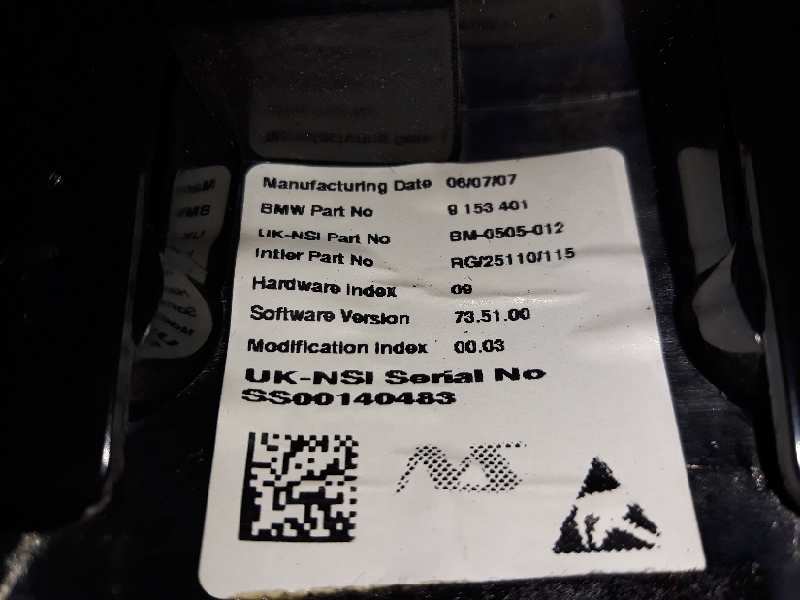 Manufacturing Date 06/07/07
BMW Part No 9 153 401
UK-NSI Part No BM-0505-012
Intier Part No RG/25110/115
Hardware Index 09
Software Version 73.51.00
Modification Index 00.03
UK-NSI Serial No
SS00140483
NS